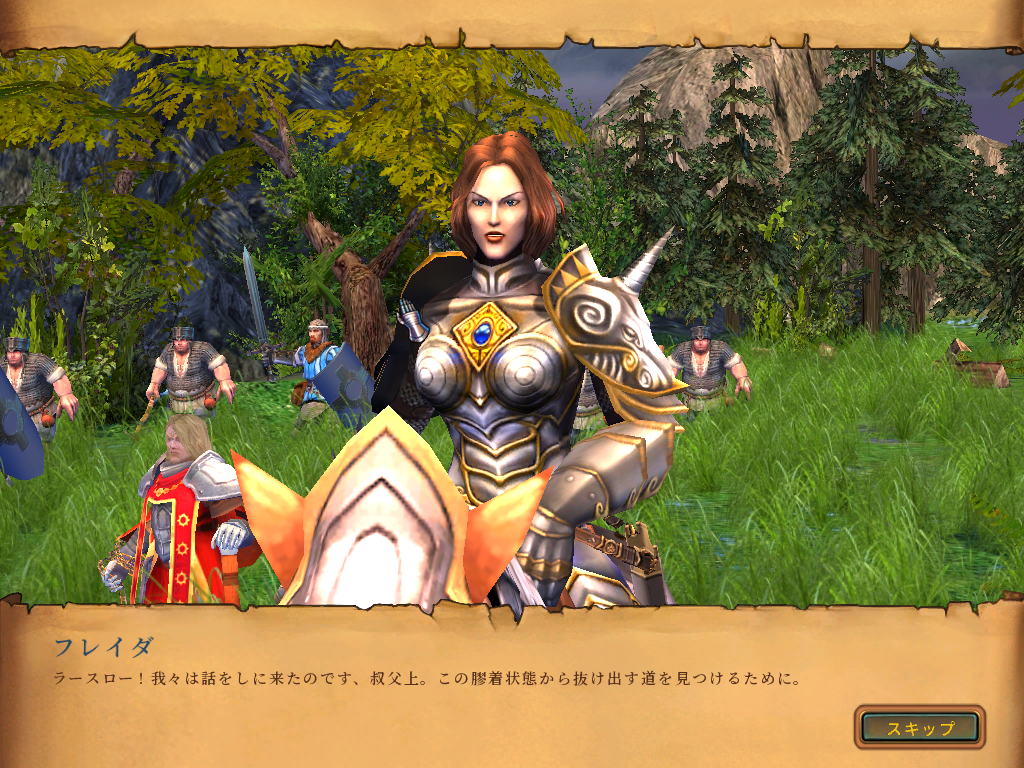 フレイダ
ラースロー！我々は話をしに来たのです、叔父上。この膠着状態から抜け出す道を見つけるために。
スキップ